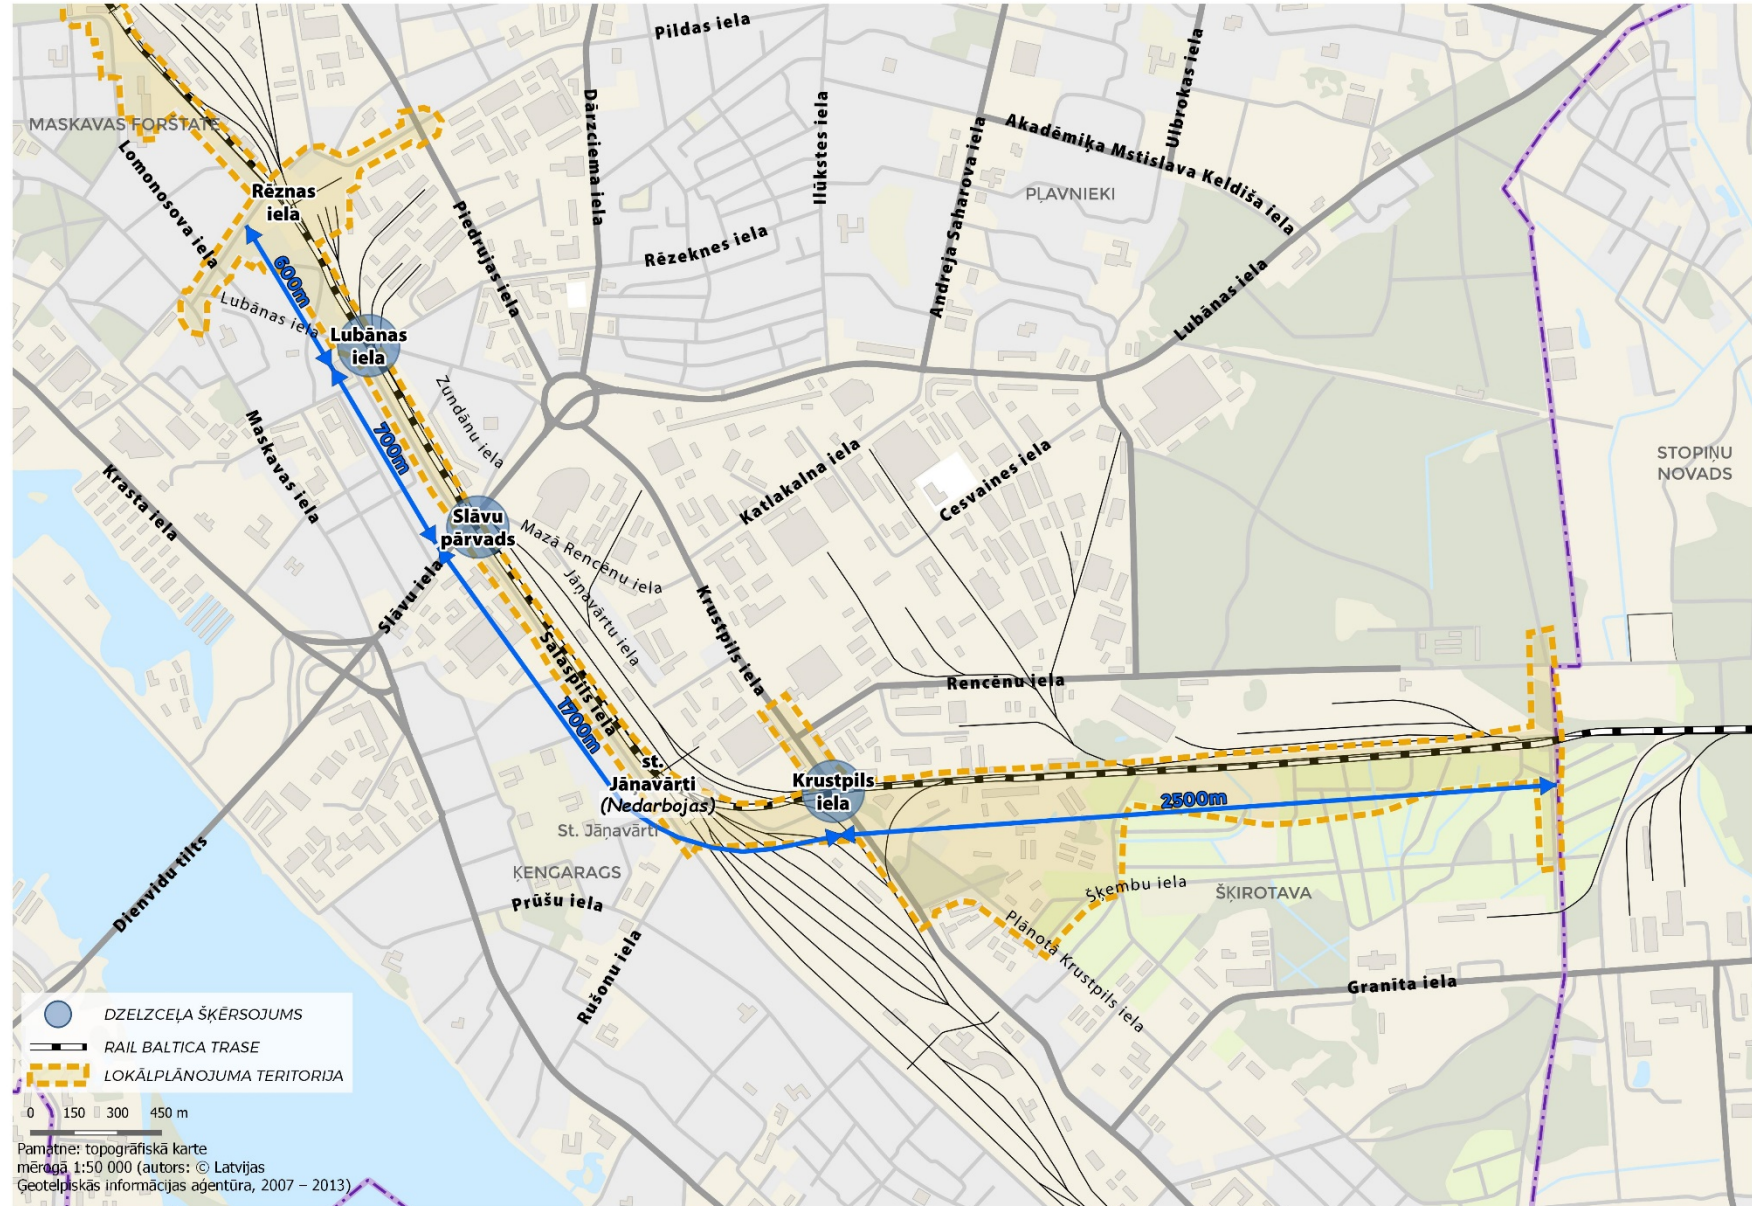 Pildas iela
MASKAVAS FORŠTATE
Lomonosova iela
Dārzciema iela
Ilūkstes iela
Andreja Saharova iela
Akadēmiķa Mstislava Keldiša iela
Ulbrokas iela
PĻAVNIEKI
Rēznas
iela
Piedrujas iela
Rēzeknes iela
600m
Lubānas iela
Lubānas iela
Lubānas
iela
Zundānu iela
700m
Maskavas iela
Krasta iela
Katlakalna iela
Cesvaines iela
STOPIŅU
NOVADS
Slāvu
pārvads
Mazā Rencēnu iela
Jāņavārtu iela
Slāvu iela
Krustpils iela
Salaspils iela
1700m
Rencēnu iela
st.
Jāņavārti
(Nedarbojas)
St. Jāņavārti
Krustpils
iela
2500m
Dienvidu tilts
ĶENGARAGS
Prūšu iela
Rušonu iela
Šķembu iela
ŠĶIROTAVA
Plānotā Krustpils iela
Granīta iela
DZELZCEĻA ŠĶĒRSOJUMS
RAIL BALTICA TRASE
LOKĀLPLĀNOJUMA TERITORIJA
0 150 300 450 m
Pamatne: topogrāfiskā karte
mērogā 1:50 000 (autors: © Latvijas
Ģeotelpiskās informācijas aģentūra, 2007 – 2013)